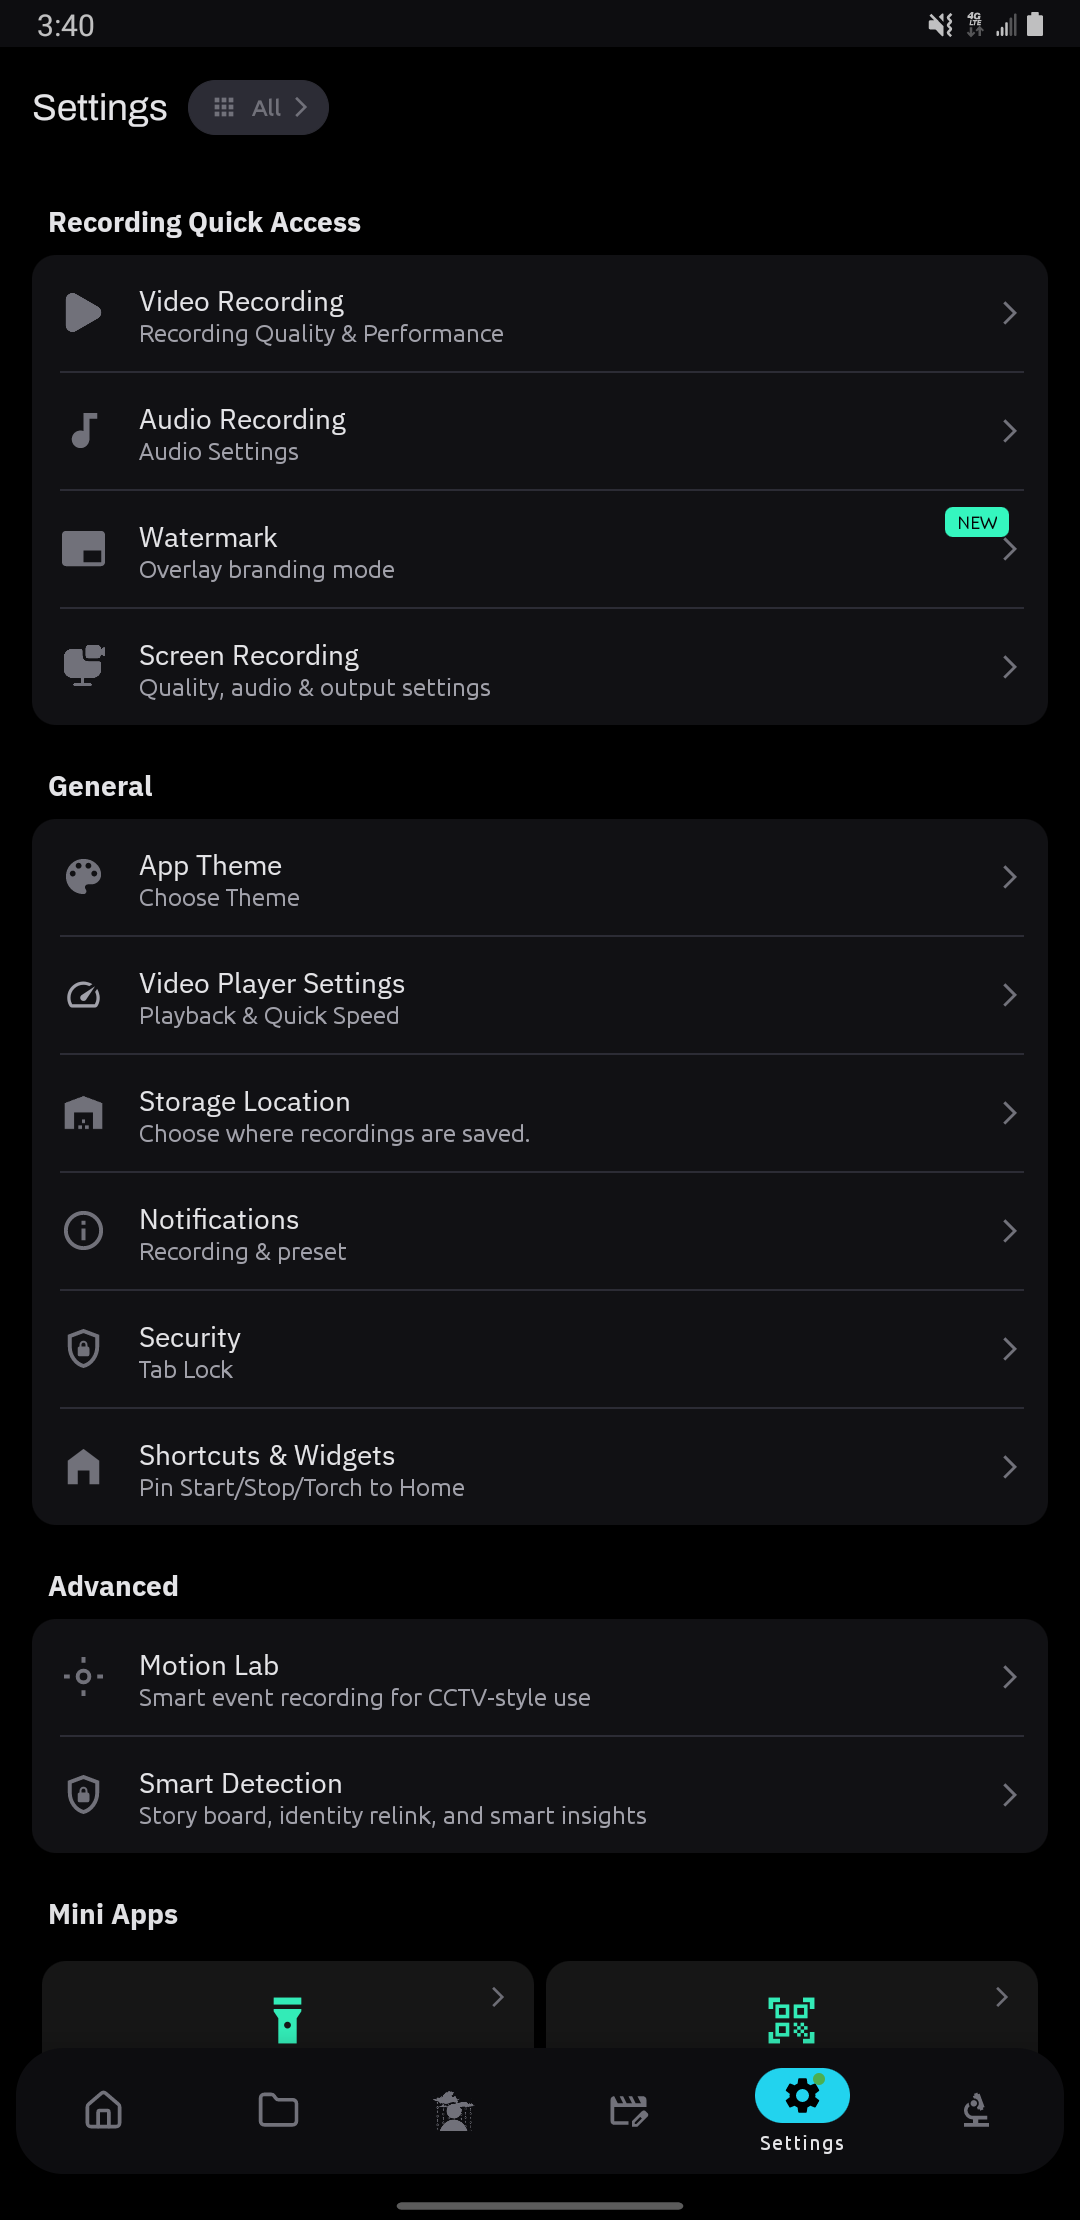 3:40
4G
LTE
Settings
All
Recording Quick Access
Video Recording
Recording Quality & Performance
Audio Recording
Audio Settings
NEW
Watermark
Overlay branding mode
Screen Recording
Quality, audio & output settings
General
App Theme
Choose Theme
Video Player Settings
Playback & Quick Speed
Storage Location
Choose where recordings are saved.
Notifications
Recording & preset
Security
Tab Lock
Shortcuts & Widgets
Pin Start/Stop/Torch to Home
Advanced
Motion Lab
Smart event recording for CCTV-style use
Smart Detection
Story board, identity relink, and smart insights
Mini Apps
Settings